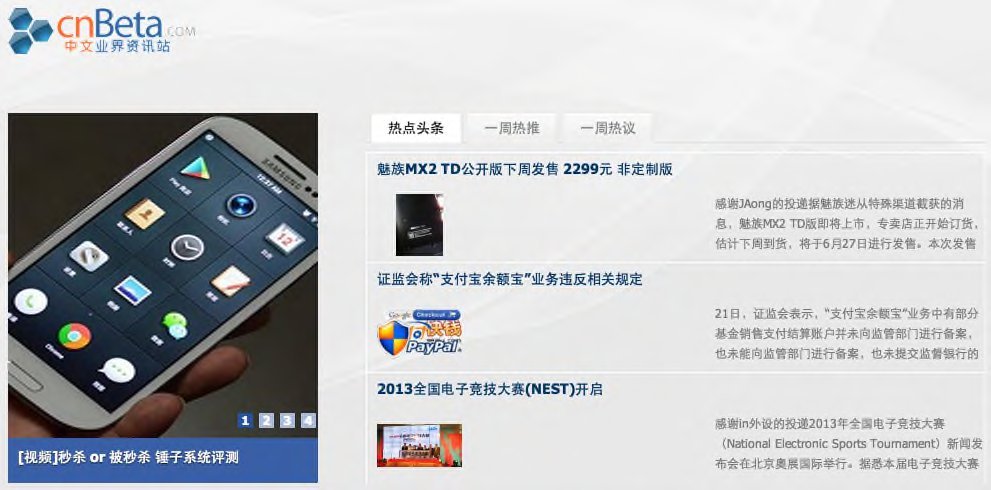 cnBeta.COM
中文业界资讯站
SAMSUNG
12:37 AM
12
Chrome
1 2 3 4
[视频]秒杀 or 被秒杀 锤子系统评测
热点头条 一周热推 一周热议
魅族MX2 TD公开版下周发售 2299元 非定制版
感谢JAong的投递据魅族迷从特殊渠道截获的消
息，魅族MX2 TD版即将上市，专卖店正开始订货，
估计下周到货，将于6月27日进行发售。本次发售
证监会称“支付宝余额宝”业务违反相关规定
Google Checkout
快钱
PayPal
21日，证监会表示，“支付宝余额宝”业务中有部分
基金销售支付结算账户并未向监管部门进行备案，
也未能向监管部门进行备案，也未提交监督银行的
2013全国电子竞技大赛(NEST)开启
感谢in外设的投递2013年全国电子竞技大赛
（National Electronic Sports Tournament）新闻发
布会在北京奥展国际举行。据悉本届电子竞技大赛